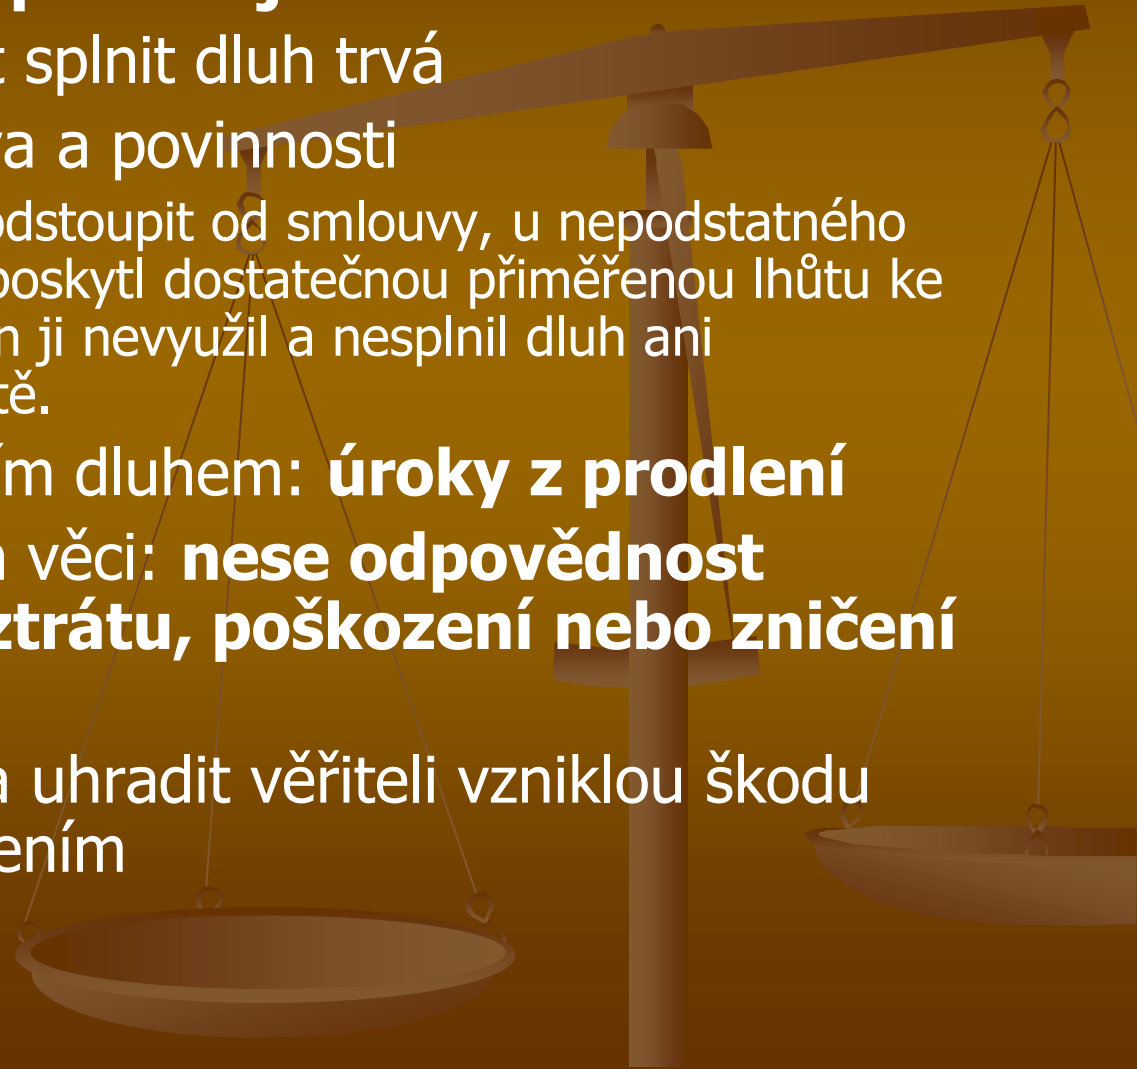 splnit dluh trvá
a povinnosti
odstoupit od smlouvy, u nepodstatného
poskytl dostatečnou přiměřenou lhůtu ke
ji nevyužil a nesplnil dluh ani
tě.
ím dluhem: úroky z prodlení
věci: nese odpovědnost
ztrátu, poškození nebo zničení
uhradit věřiteli vzniklou škodu
ením